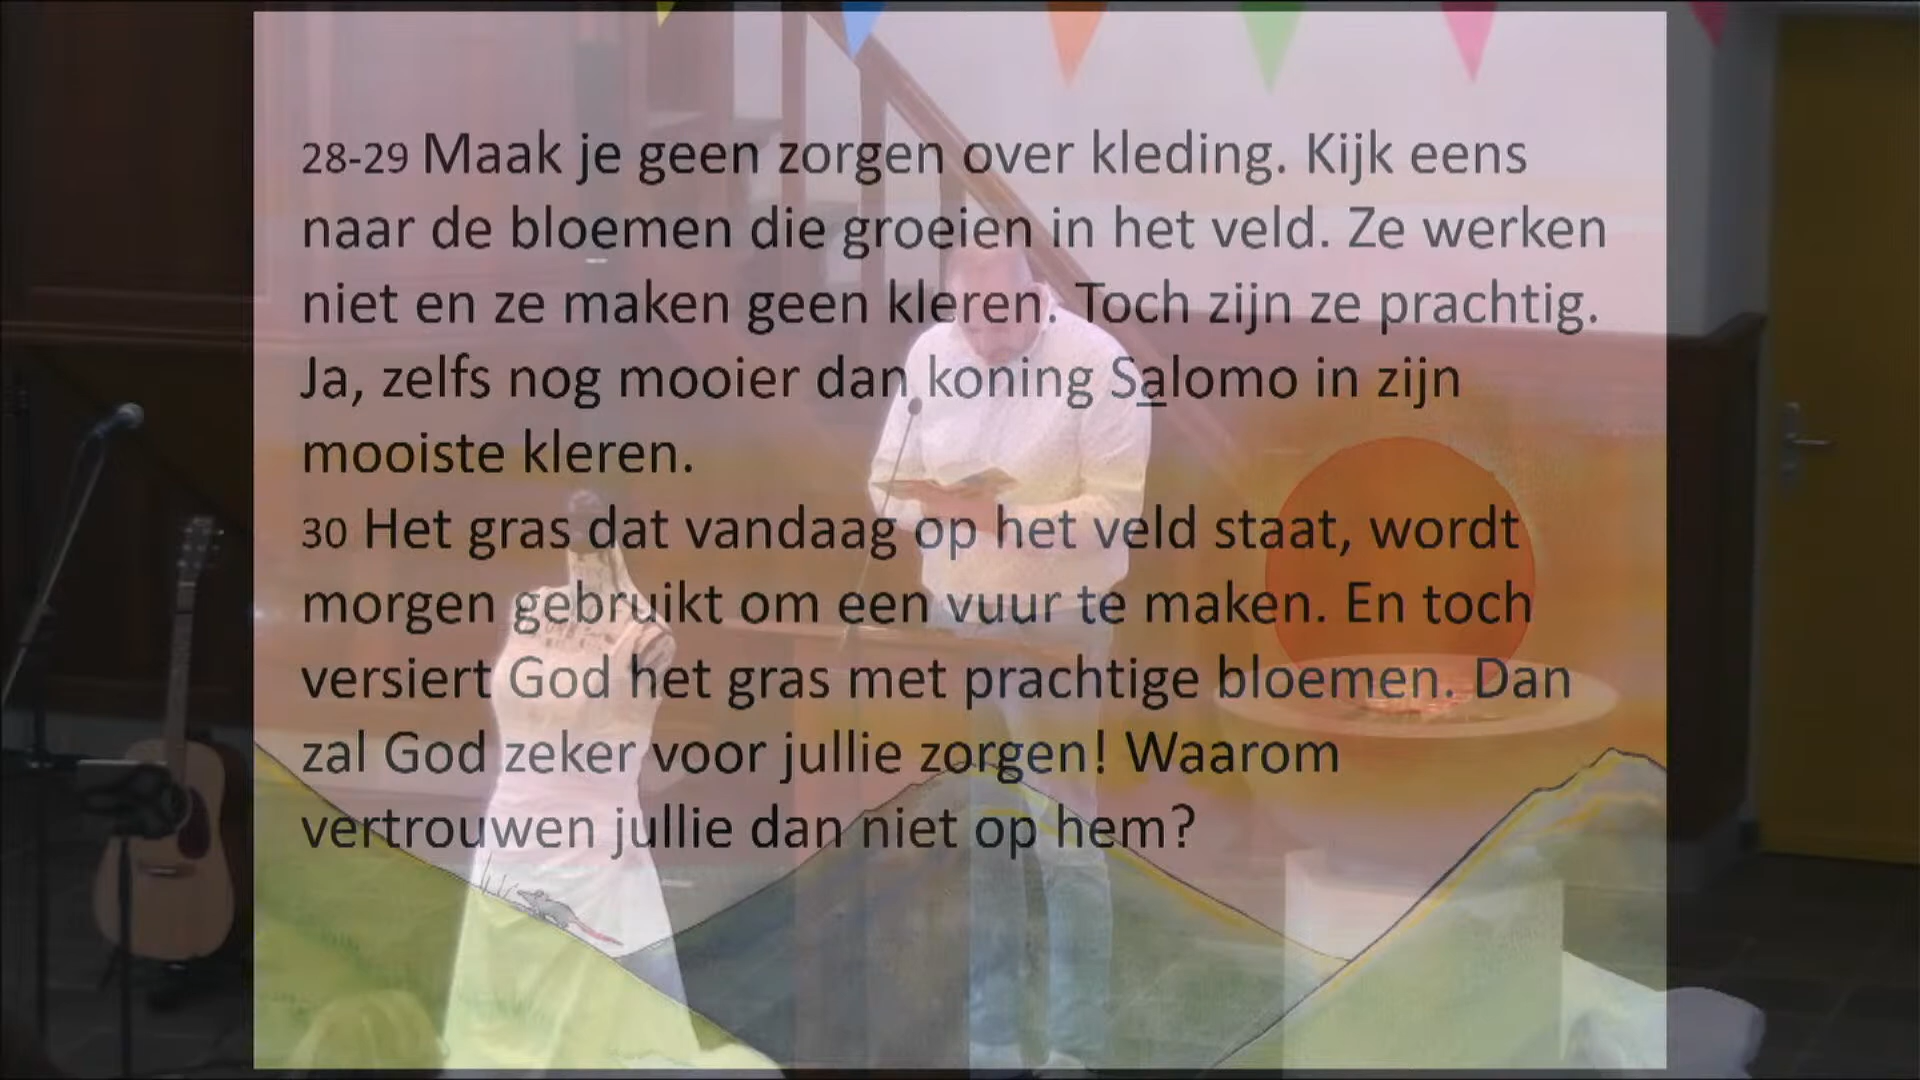 28-29 Maak je geen zorgen over kleding. Kijk eens
naar de bloemen die groeien in het veld. Ze werken
niet en ze maken geen kleren. Toch zijn ze prachtig.
Ja, zelfs nog mooier dan koning Salomo in zijn
mooiste kleren.
30 Het gras dat vandaag op het veld staat, wordt
morgen gebruikt om een vuur te maken. En toch
versiert God het gras met prachtige bloemen. Dan
zal God zeker voor jullie zorgen! Waarom
vertrouwen jullie dan niet op hem?